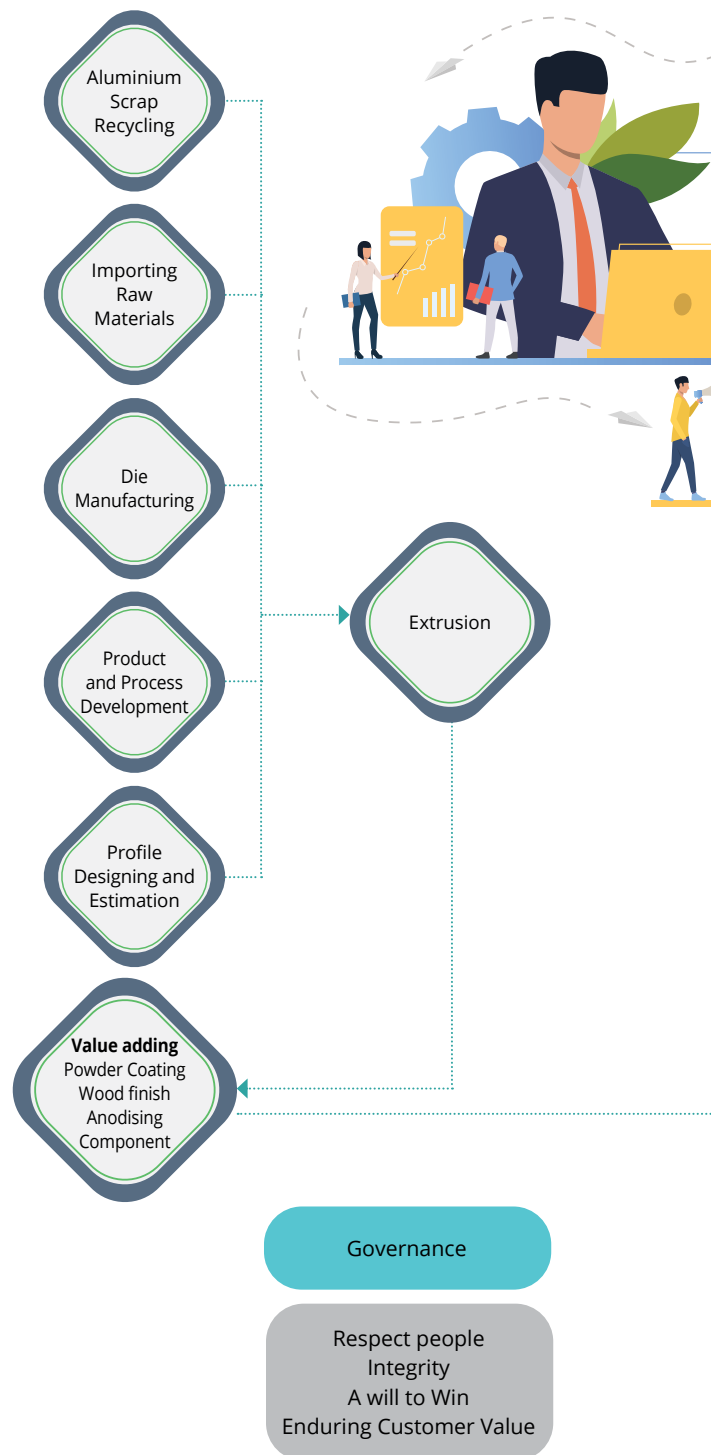 Aluminium
Scrap
Recycling
Importing
Raw
Materials
Die
Manufacturing
Product
and Process
Development
Profile
Designing and
Estimation
Extrusion
Value adding
Powder Coating
Wood finish
Anodising
Component
Governance
Respect people
Integrity
A will to Win
Enduring Customer Value